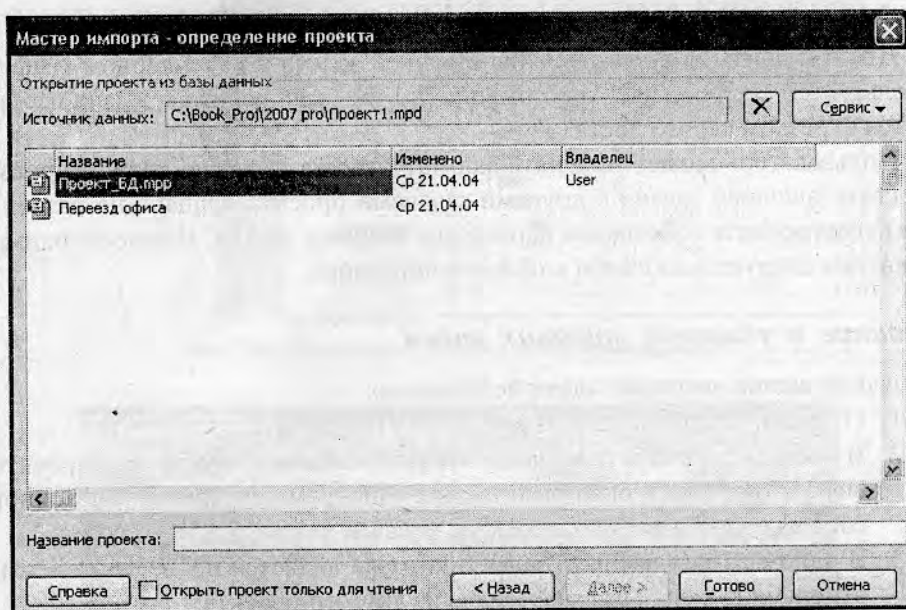 Мастер импорта - определение проекта
Открытие проекта из базы данных
Источник данных: C:\Book_Proj\2007 pro\Проект1.mpd Сервис
Название Изменено Владелец
Проект_БД.mpp Ср 21.04.04 User
Переезд офиса Ср 21.04.04
Название проекта:
Справка Открыть проект только для чтения < Назад Далее > Готово Отмена